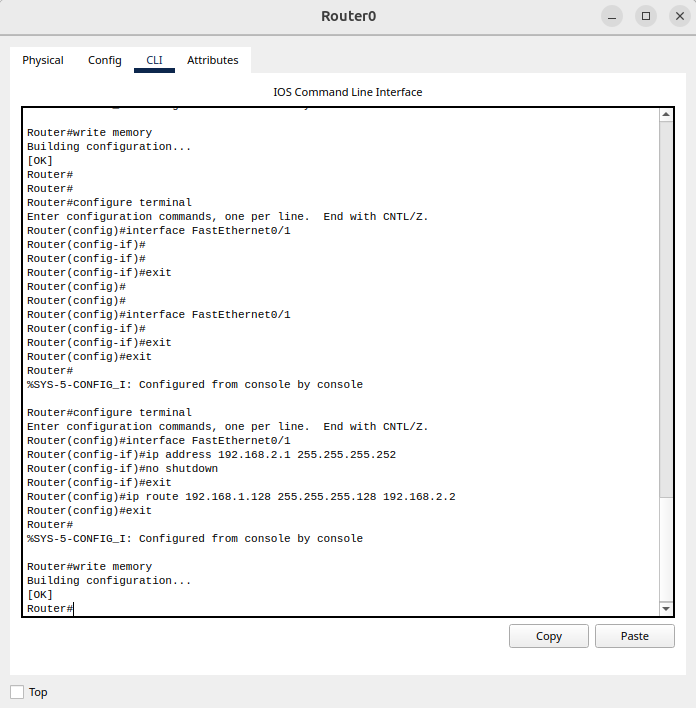 Router0
Physical Config CLI Attributes
IOS Command Line Interface
Router#write memory
Building configuration...
[OK]
Router#
Router#
Router#configure terminal
Enter configuration commands, one per line.  End with CNTL/Z.
Router(config)#interface FastEthernet0/1
Router(config-if)#
Router(config-if)#
Router(config-if)#exit
Router(config)#
Router(config)#
Router(config)#interface FastEthernet0/1
Router(config-if)#
Router(config-if)#exit
Router(config)#exit
Router#
%SYS-5-CONFIG_I: Configured from console by console
Router#configure terminal
Enter configuration commands, one per line.  End with CNTL/Z.
Router(config)#interface FastEthernet0/1
Router(config-if)#ip address 192.168.2.1 255.255.255.252
Router(config-if)#no shutdown
Router(config-if)#exit
Router(config)#ip route 192.168.1.128 255.255.255.128 192.168.2.2
Router(config)#exit
Router#
%SYS-5-CONFIG_I: Configured from console by console
Router#write memory
Building configuration...
[OK]
Router#
Copy Paste
Top